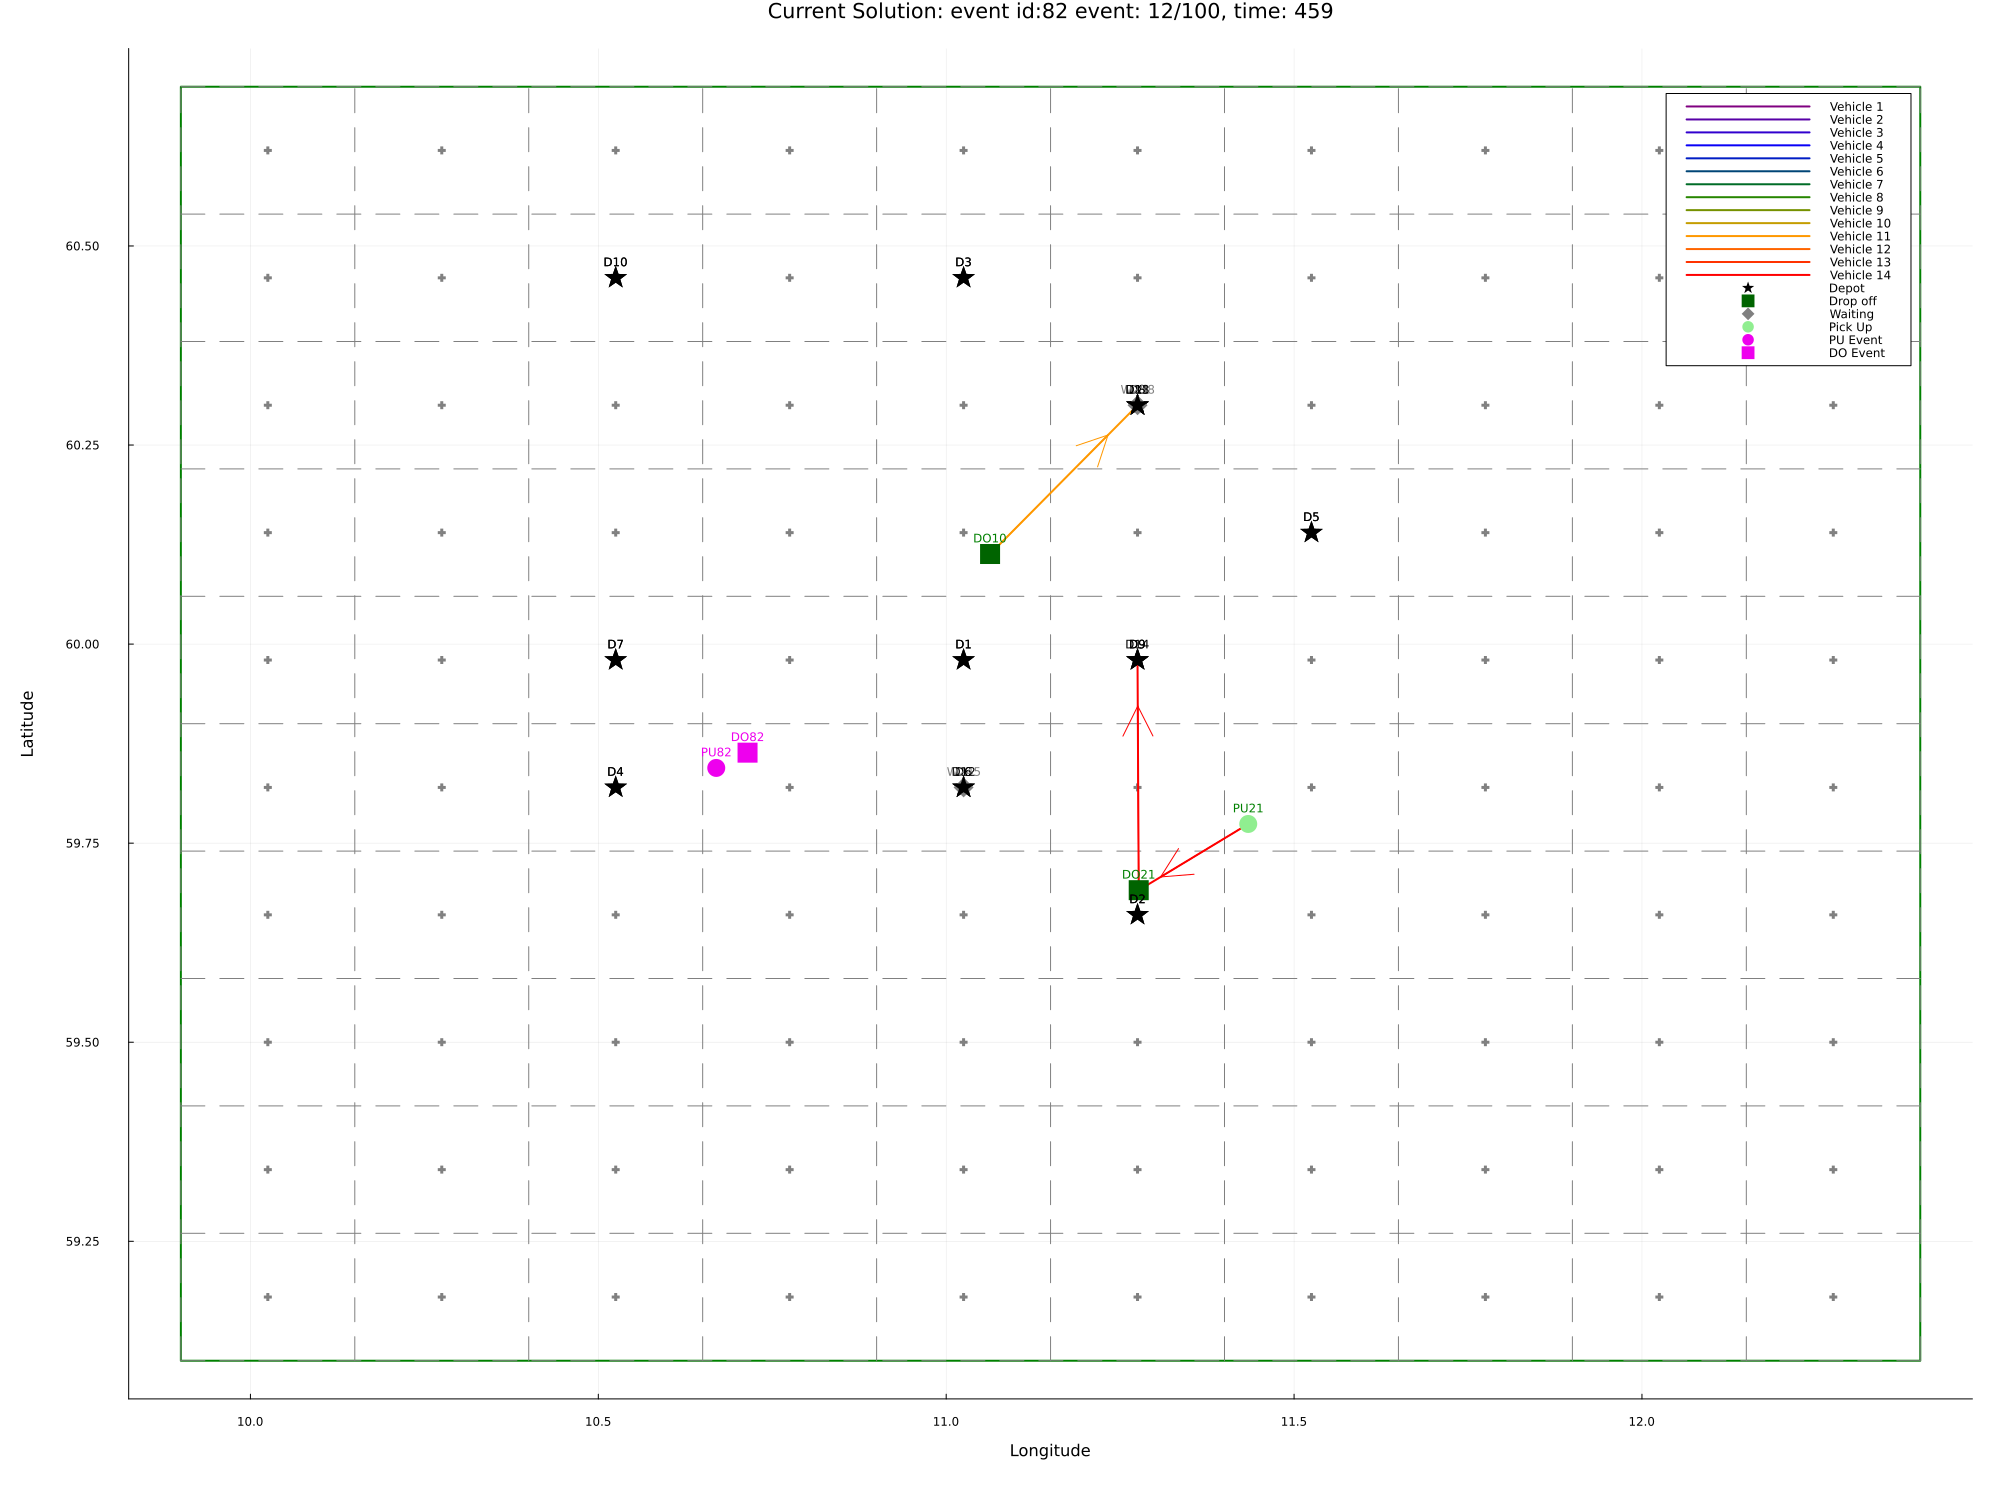 Current Solution: event id:82 event: 12/100, time: 459
Vehicle 1
Vehicle 2
Vehicle 3
Vehicle 4
Vehicle 5
Vehicle 6
Vehicle 7
Vehicle 8
Vehicle 9
Vehicle 10
Vehicle 11
Vehicle 12
Vehicle 13
Vehicle 14
Depot
Drop off
Waiting
Pick Up
PU Event
DO Event
60.50
D10
D3
60.25
D5
DO10
60.00
D7
D1
Latitude
DO82
PU82
D4
PU21
59.75
DO21
D2
59.50
59.25
10.0
10.5
11.0
11.5
12.0
Longitude